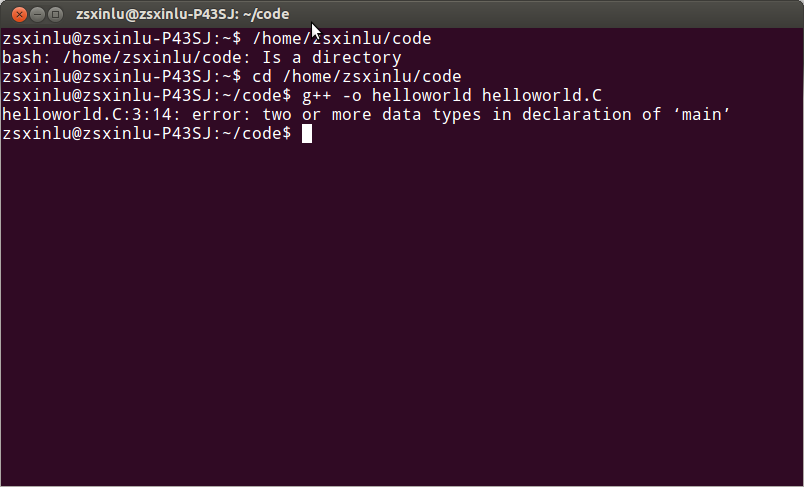 zsxinlu@zsxinlu-P43SJ: ~/code
zsxinlu@zsxinlu-P43SJ:~$ /home/zsxinlu/code
bash: /home/zsxinlu/code: Is a directory
zsxinlu@zsxinlu-P43SJ:~$ cd /home/zsxinlu/code
zsxinlu@zsxinlu-P43SJ:~/code$ g++ -o helloworld helloworld.C
helloworld.C:3:14: error: two or more data types in declaration of ‘main’
zsxinlu@zsxinlu-P43SJ:~/code$